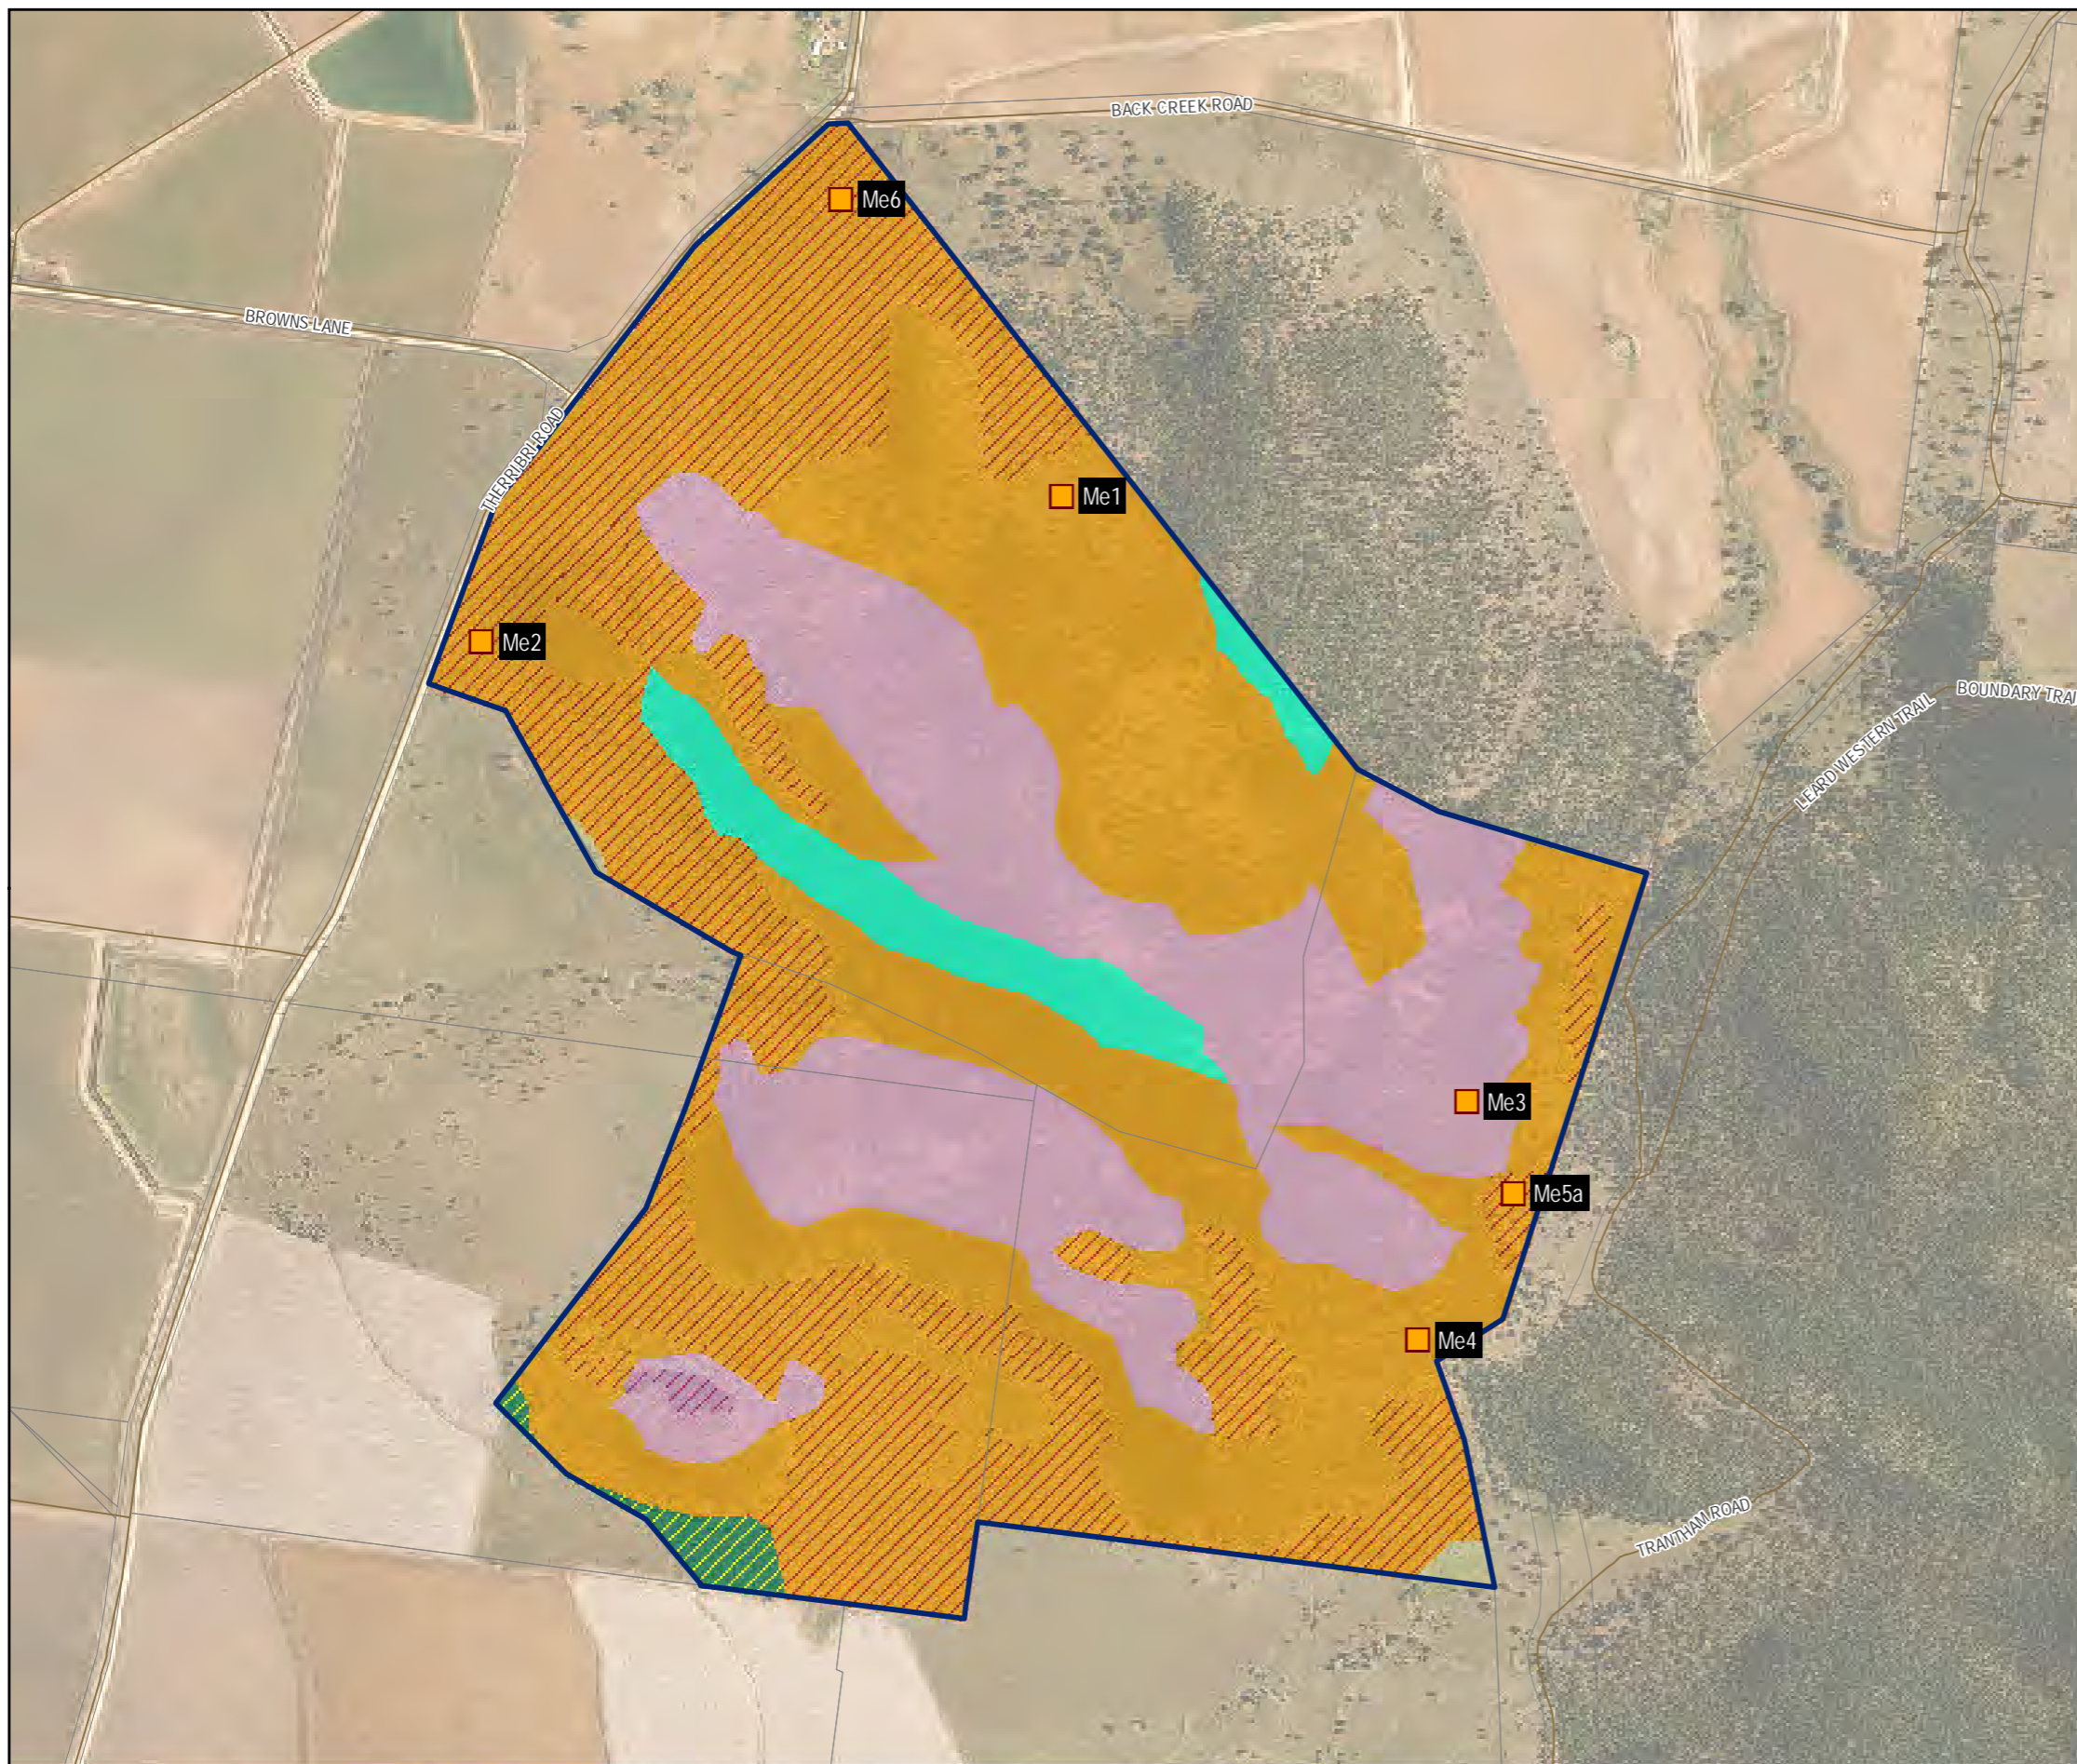 BACK CREEK ROAD
Me6
BROWNS LANE
THERRIBRI ROAD
Me1
Me2
BOUNDARY TRAI
LEARD WESTERN TRAIL
Me3
Me5a
Me4
TRANTHAM ROAD